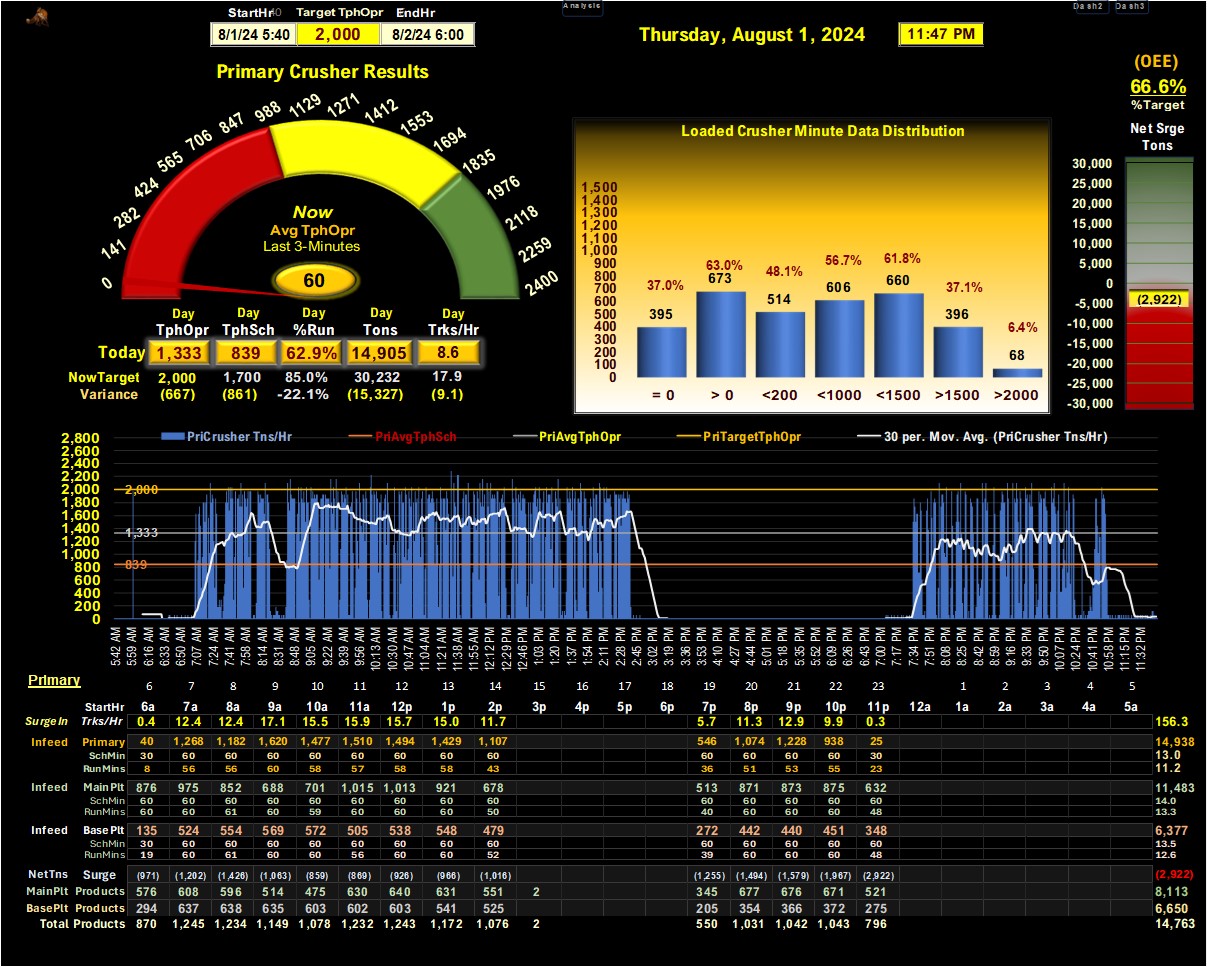 Analysis
Dash2 Dash3
StartHr Target TphOpr EndHr
8/1/24 5:40 2,000 8/2/24 6:00
Thursday, August 1, 2024 11:47 PM
(OEE)
66.6%
%Target
Net Srge
Tons
30,000
25,000
20,000
15,000
10,000
5,000
0
(2,922)
-5,000
-10,000
-15,000
-20,000
-25,000
-30,000
Primary Crusher Results
0 141 282 424 565 706 847 988 1129 1271 1412 1553 1694 1835 1976 2118 2259 2400
Now
Avg TphOpr
Last 3-Minutes
60
Day Day Day Day Day
TphOpr TphSch %Run Tons Trks/Hr
Today 1,333 839 62.9% 14,905 8.6
NowTarget 2,000 1,700 85.0% 30,232 17.9
Variance (667) (861) -22.1% (15,327) (9.1)
Loaded Crusher Minute Data Distribution
1,500
1,400
1,300
1,200
1,100
1,000
900
800
700
600
500
400
300
200
100
0
37.0% 63.0% 48.1% 56.7% 61.8% 37.1% 6.4%
395 673 514 606 660 396 68
= 0 > 0 <200 <1000 <1500 >1500 >2000
PriCrusher Tns/Hr PriAvgTphSch PriAvgTphOpr PriTargetTphOpr 30 per. Mov. Avg. (PriCrusher Tns/Hr)
2,800
2,600
2,400
2,200
2,000
1,800
1,600
1,400
1,200
1,000
800
600
400
200
0
2,000
1,333
839
5:42 AM 5:59 AM 6:16 AM 6:33 AM 6:50 AM 7:07 AM 7:24 AM 7:41 AM 7:58 AM 8:14 AM 8:31 AM 8:48 AM 9:05 AM 9:22 AM 9:39 AM 9:56 AM 10:13 AM 10:30 AM 10:47 AM 11:04 AM 11:21 AM 11:38 AM 11:55 AM 12:12 PM 12:29 PM 12:46 PM 1:03 PM 1:20 PM 1:37 PM 1:54 PM 2:11 PM 2:28 PM 2:45 PM 3:02 PM 3:19 PM 3:36 PM 3:53 PM 4:10 PM 4:27 PM 4:44 PM 5:01 PM 5:18 PM 5:35 PM 5:52 PM 6:09 PM 6:26 PM 6:43 PM 7:00 PM 7:17 PM 7:34 PM 7:51 PM 8:08 PM 8:25 PM 8:42 PM 8:59 PM 9:16 PM 9:33 PM 9:50 PM 10:07 PM 10:24 PM 10:41 PM 10:58 PM 11:15 PM 11:32 PM
Primary
6 7 8 9 10 11 12 13 14 15 16 17 18 19 20 21 22 23 1 2 3 4 5
StartHr 6a 7a 8a 9a 10a 11a 12p 1p 2p 3p 4p 5p 6p 7p 8p 9p 10p 11p 12a 1a 2a 3a 4a 5a
SurgeIn Trks/Hr 0.4 12.4 12.4 17.1 15.5 15.9 15.7 15.0 11.7 5.7 11.3 12.9 9.9 0.3 156.3
Infeed Primary 40 1,268 1,182 1,620 1,477 1,510 1,494 1,429 1,107 546 1,074 1,228 938 25 14,938
SchMin 30 60 60 60 60 60 60 60 60 60 60 60 60 30 13.0
RunMins 8 56 56 60 58 57 58 58 43 36 51 53 55 23 11.2
Infeed MainPlt 876 975 852 688 701 1,015 1,013 921 678 513 871 873 875 632 11,483
SchMin 60 60 60 60 60 60 60 60 60 60 60 60 60 60 14.0
RunMins 60 60 61 60 59 60 60 60 50 40 60 60 60 48 13.3
Infeed BasePlt 135 524 554 569 572 505 538 548 479 272 442 440 451 348 6,377
SchMin 30 60 60 60 60 60 60 60 60 60 60 60 60 60 13.5
RunMins 19 60 61 60 60 56 60 60 52 39 60 60 60 48 12.6
NetTns Surge (971) (1,202) (1,426) (1,063) (859) (869) (926) (966) (1,016) (1,255) (1,494) (1,579) (1,967) (2,922) (2,922)
MainPlt Products 576 608 596 514 475 630 640 631 551 2 345 677 676 671 521 8,113
BasePlt Products 294 637 638 635 603 602 603 541 525 205 354 366 372 275 6,650
Total Products 870 1,245 1,234 1,149 1,078 1,232 1,243 1,172 1,076 2 550 1,031 1,042 1,043 796 14,763